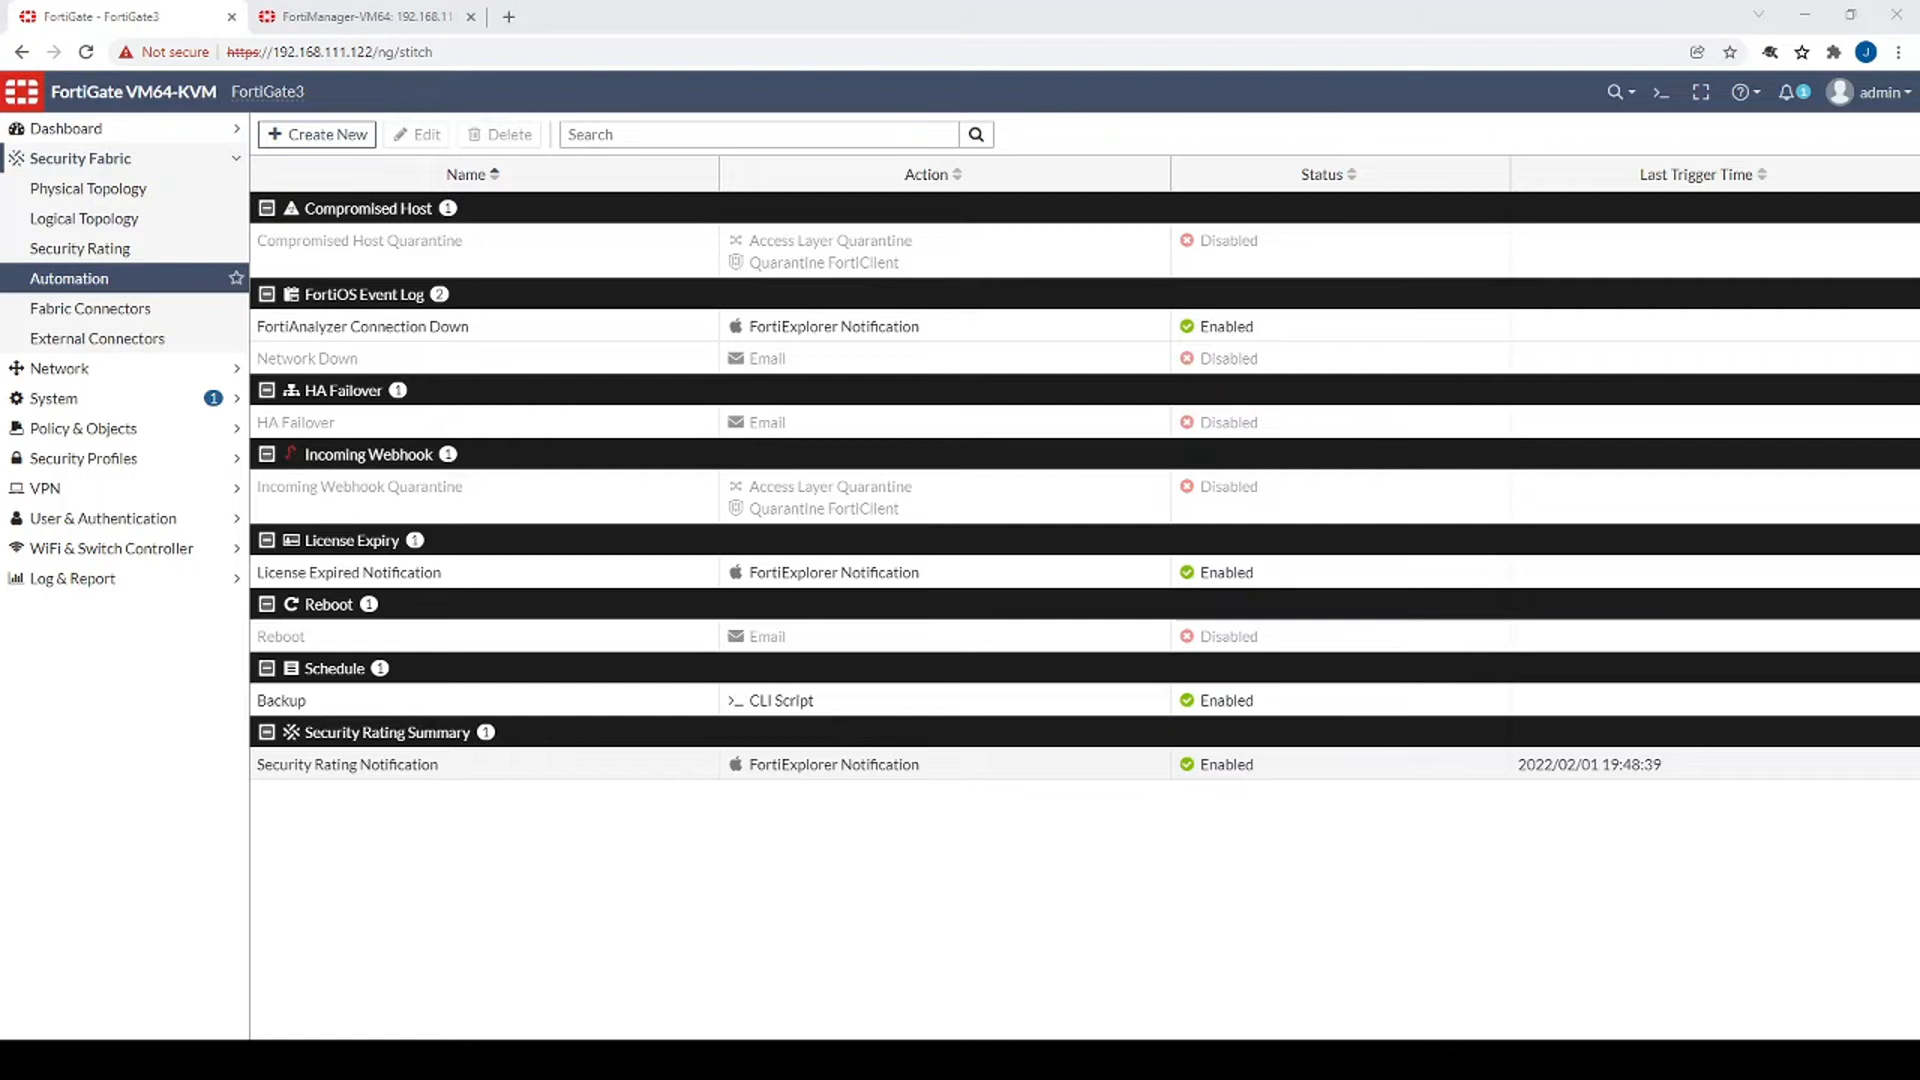 FortiGate - FortiGate3
FortiManager-VM64: 192.168.11
Not secure https://192.168.111.122/ng/stitch
J
FortiGate VM64-KVM FortiGate3
1 admin
Dashboard
Security Fabric
Physical Topology
Logical Topology
Security Rating
Automation
Fabric Connectors
External Connectors
Network
System 1
Policy & Objects
Security Profiles
VPN
User & Authentication
WiFi & Switch Controller
Log & Report
Create New Edit Delete Search
Name Action Status Last Trigger Time
Compromised Host 1
Compromised Host Quarantine Access Layer Quarantine Disabled
Quarantine FortiClient
FortiOS Event Log 2
FortiAnalyzer Connection Down FortiExplorer Notification Enabled
Network Down Email Disabled
HA Failover 1
HA Failover Email Disabled
Incoming Webhook 1
Incoming Webhook Quarantine Access Layer Quarantine Disabled
Quarantine FortiClient
License Expiry 1
License Expired Notification FortiExplorer Notification Enabled
Reboot 1
Reboot Email Disabled
Schedule 1
Backup >_ CLI Script Enabled
Security Rating Summary 1
Security Rating Notification FortiExplorer Notification Enabled 2022/02/01 19:48:39